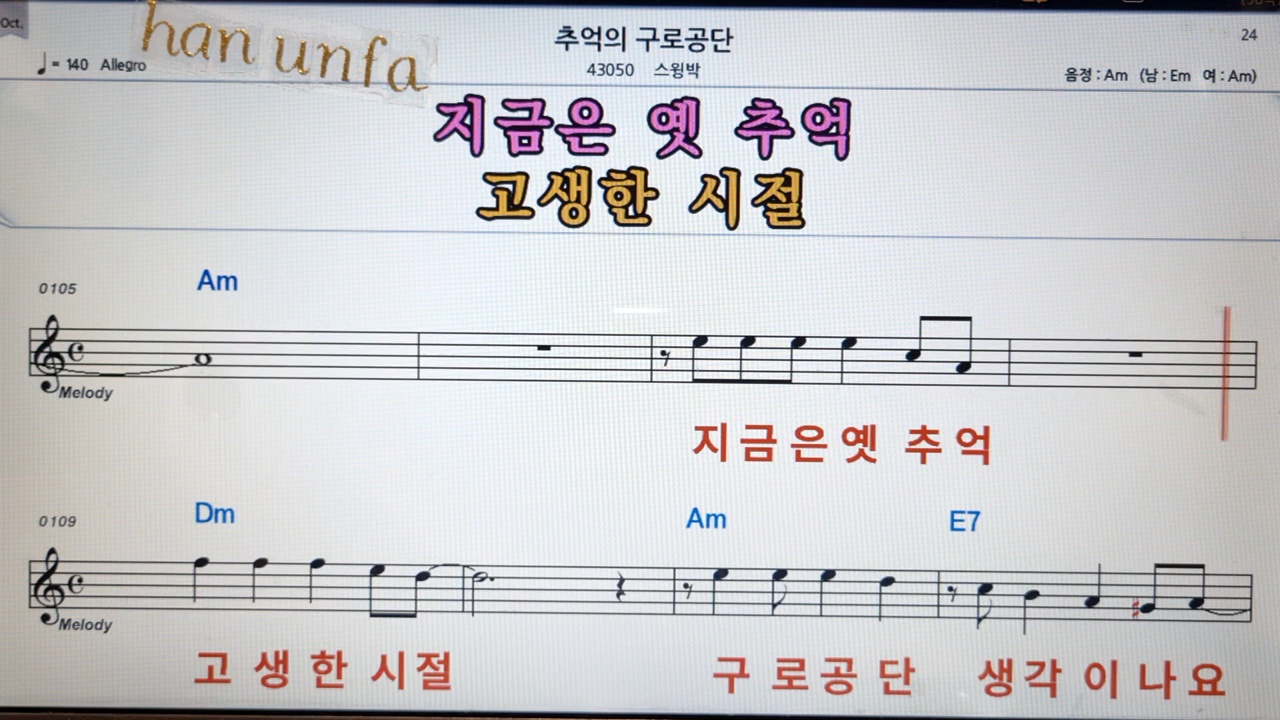 Oct.
han unfa
추억의 구로공단
24
♩= 140 Allegro
43050 스윙박
음정 : Am (남 : Em 여 : Am)
지금은 옛 추억
고생한 시절
0105
Am
Melody
지금은옛 추억
0109
Dm Am E7
Melody
고 생 한 시절 구 로공 단 생각 이 나 요